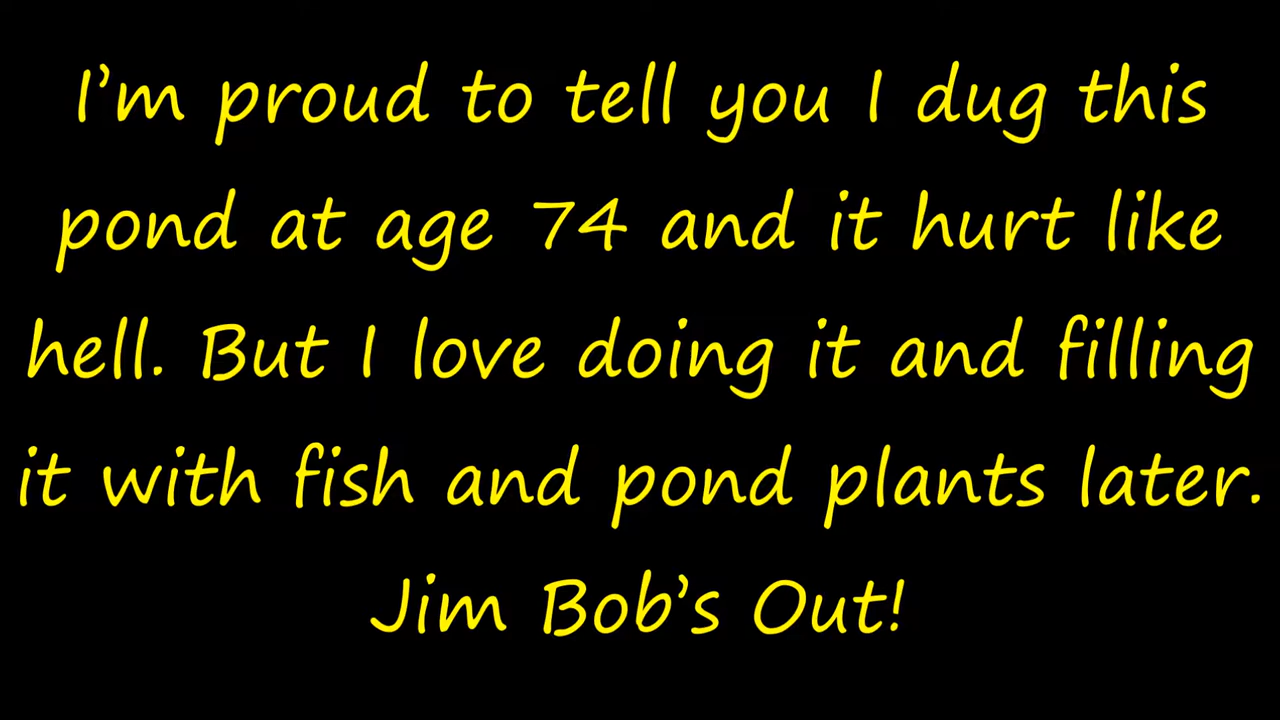 I'm proud to tell you I dug this
pond at age 74 and it hurt like
hell. But I love doing it and filling
it with fish and pond plants later.
Jim Bob's Out!